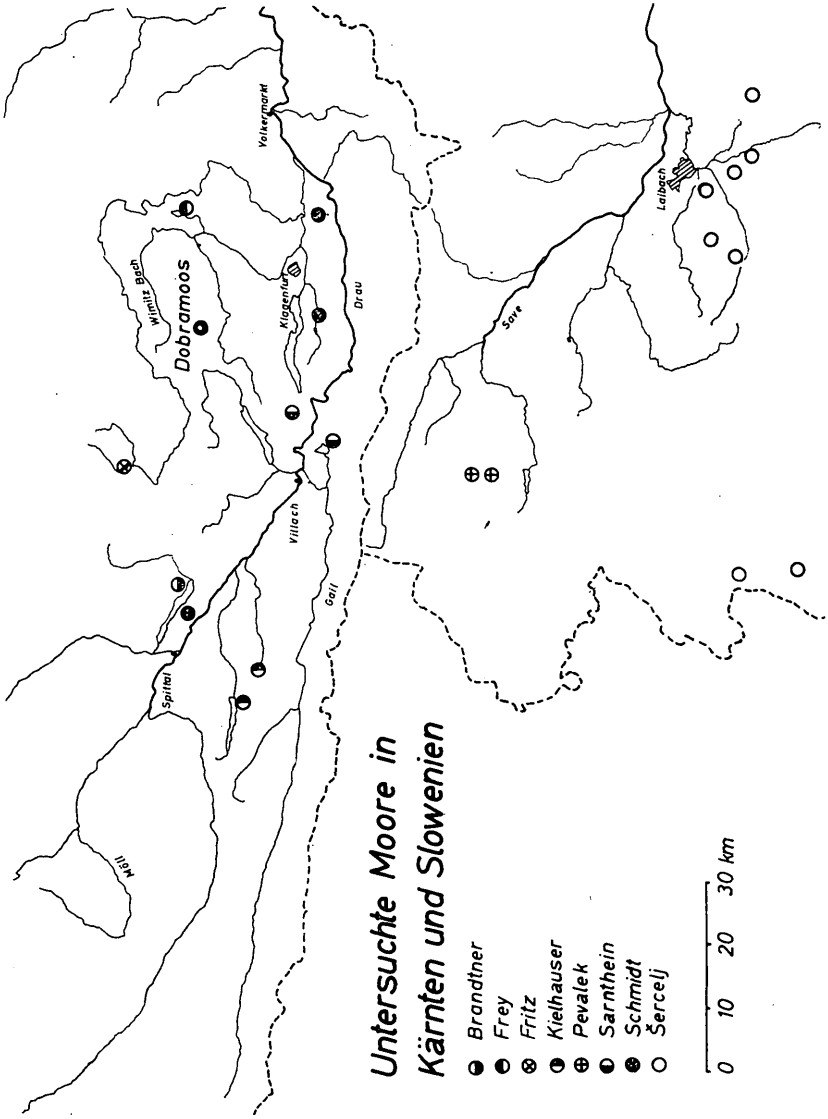 Untersuchte Moore in
Kärnten und Slowenien
Brandtner
Frey
Fritz
Kielhauser
Pevalek
Sarnthein
Schmidt
Šercelj
0 10 20 30 km
Möll
Spittal
Villach
Gail
Drau
Dobramoos
Wimitz Bach
Klagenfurt
Volkermarkt
Save
Laibach